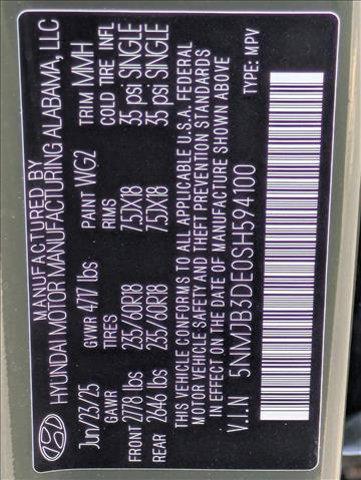 MANUFACTURED BY
HYUNDAI MOTOR MANUFACTURING ALABAMA, LLC
Jun/23/25 GVWR 4717 lbs PAINT WG2 TRIM MMH
GAWR TIRES RIMS COLD TIRE INFL
FRONT 2778 lbs 235/60R18 7.5JX18 35 psi SINGLE
REAR 2646 lbs 235/60R18 7.5JX18 35 psi SINGLE
THIS VEHICLE CONFORMS TO ALL APPLICABLE U.S.A. FEDERAL
MOTOR VEHICLE SAFETY AND THEFT PREVENTION STANDARDS
IN EFFECT ON THE DATE OF MANUFACTURE SHOWN ABOVE
V.I.N 5NMJB3DE0SH594100 TYPE: MPV